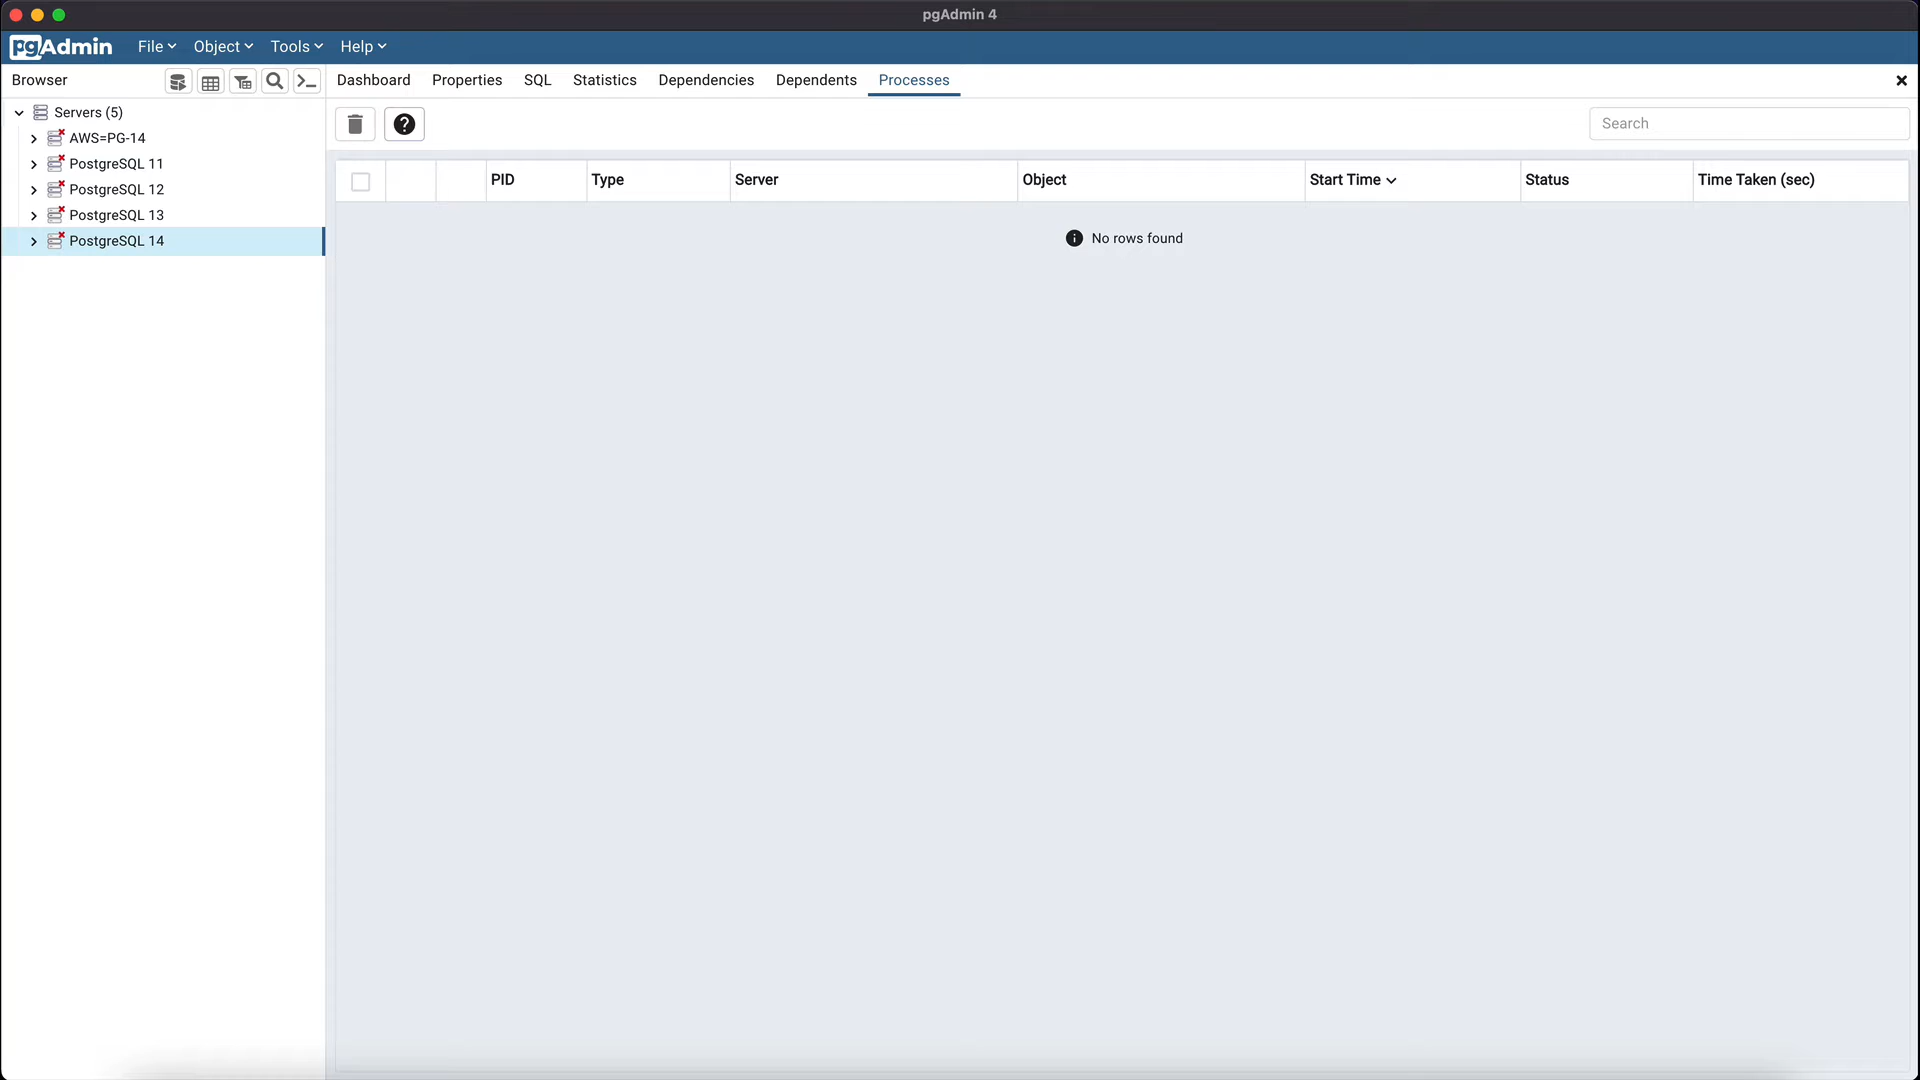 pgAdmin 4
pgAdmin File Object Tools Help
Browser Dashboard Properties SQL Statistics Dependencies Dependents Processes
Servers (5)
AWS=PG-14
PostgreSQL 11
PostgreSQL 12
PostgreSQL 13
PostgreSQL 14
Search
PID Type Server Object Start Time Status Time Taken (sec)
No rows found